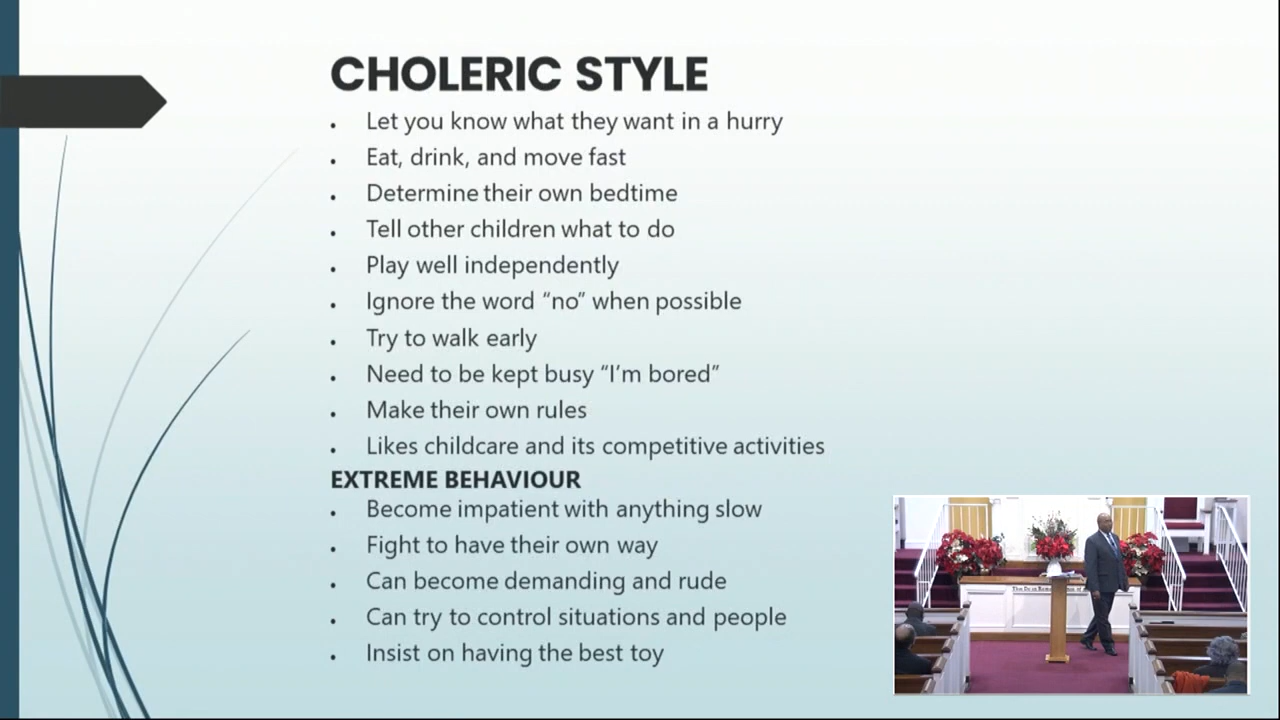 CHOLERIC STYLE
• Let you know what they want in a hurry
• Eat, drink, and move fast
• Determine their own bedtime
• Tell other children what to do
• Play well independently
• Ignore the word “no” when possible
• Try to walk early
• Need to be kept busy “I’m bored”
• Make their own rules
• Likes childcare and its competitive activities
EXTREME BEHAVIOUR
• Become impatient with anything slow
• Fight to have their own way
• Can become demanding and rude
• Can try to control situations and people
• Insist on having the best toy